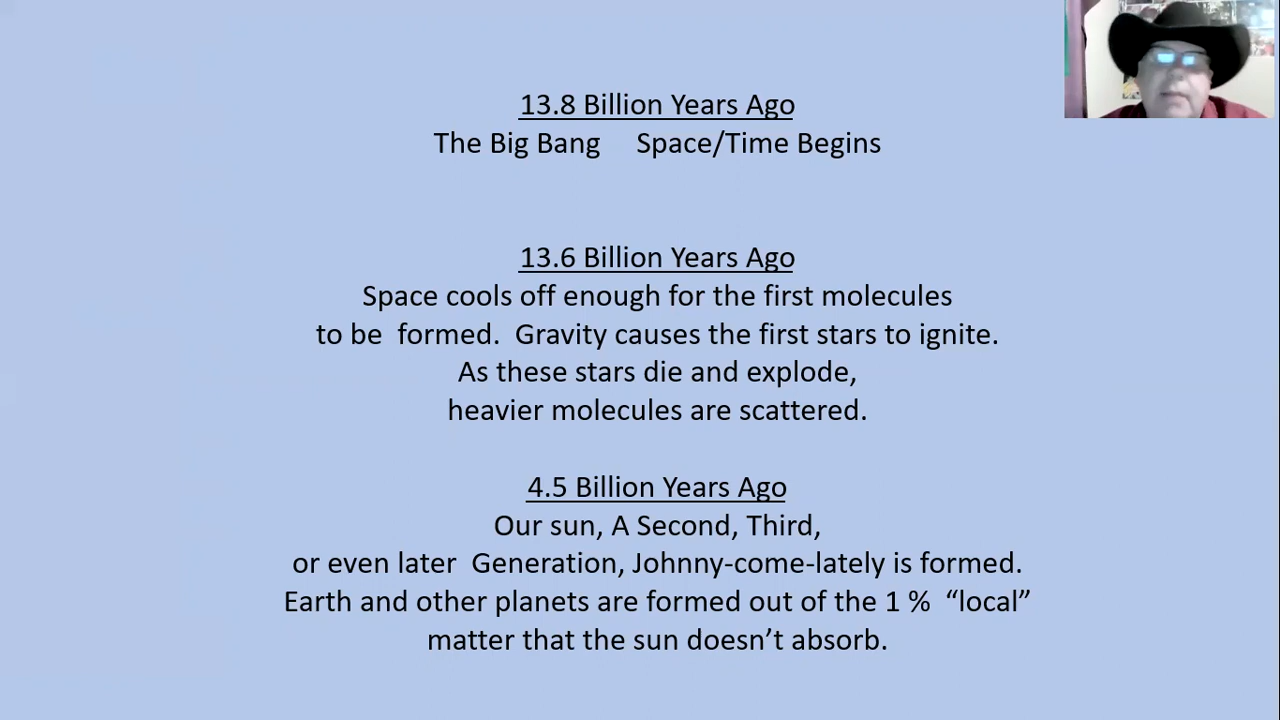 13.8 Billion Years Ago
The Big Bang Space/Time Begins
13.6 Billion Years Ago
Space cools off enough for the first molecules
to be formed. Gravity causes the first stars to ignite.
As these stars die and explode,
heavier molecules are scattered.
4.5 Billion Years Ago
Our sun, A Second, Third,
or even later Generation, Johnny-come-lately is formed.
Earth and other planets are formed out of the 1 % “local”
matter that the sun doesn’t absorb.